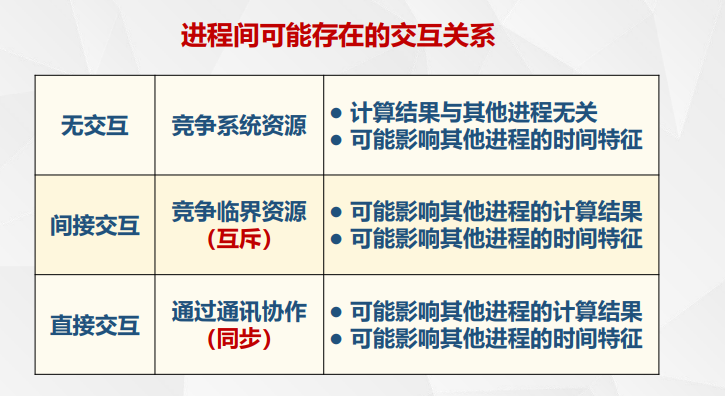 进程间可能存在的交互关系
无交互
竞争系统资源
● 计算结果与其他进程无关
● 可能影响其他进程的时间特征
间接交互
竞争临界资源
（互斥）
● 可能影响其他进程的计算结果
● 可能影响其他进程的时间特征
直接交互
通过通讯协作
（同步）
● 可能影响其他进程的计算结果
● 可能影响其他进程的时间特征